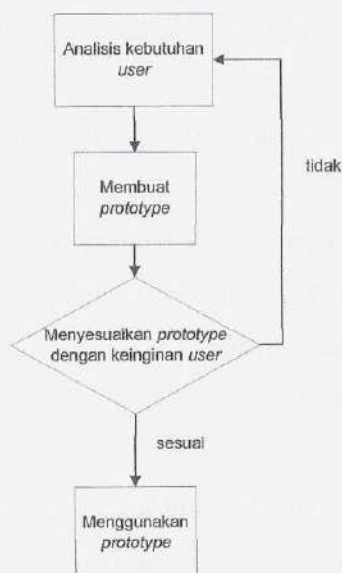 Analisis kebutuhan
user
tidak
Membuat
prototype
Menyesuaikan prototype
dengan keinginan user
sesuai
Menggunakan
prototype